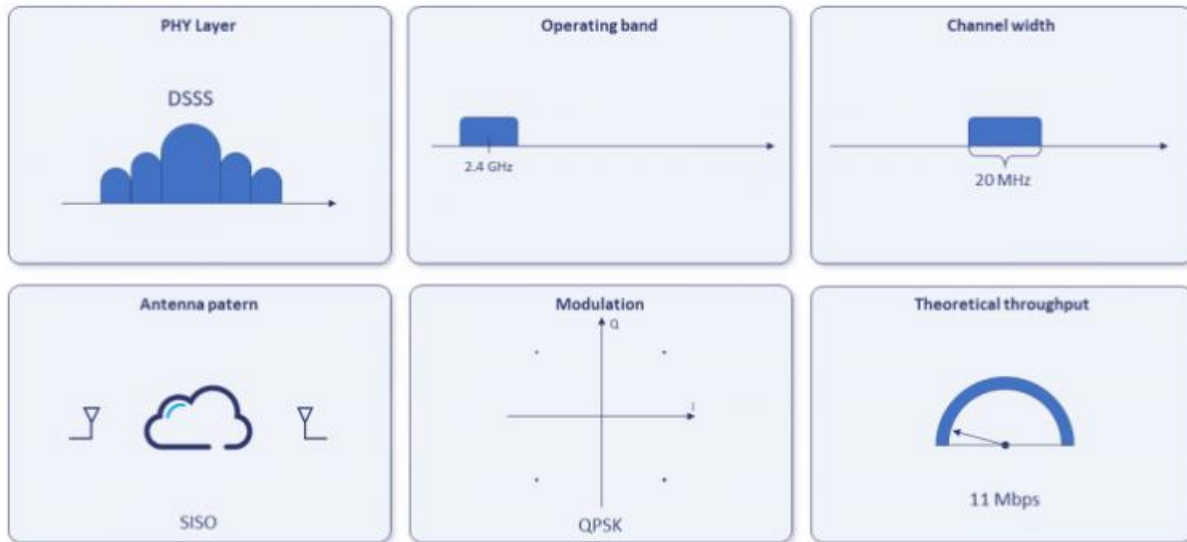 PHY Layer
DSSS
Operating band
2.4 GHz
Channel width
20 MHz
Antenna patern
SISO
Modulation
Q
I
QPSK
Theoretical throughput
11 Mbps